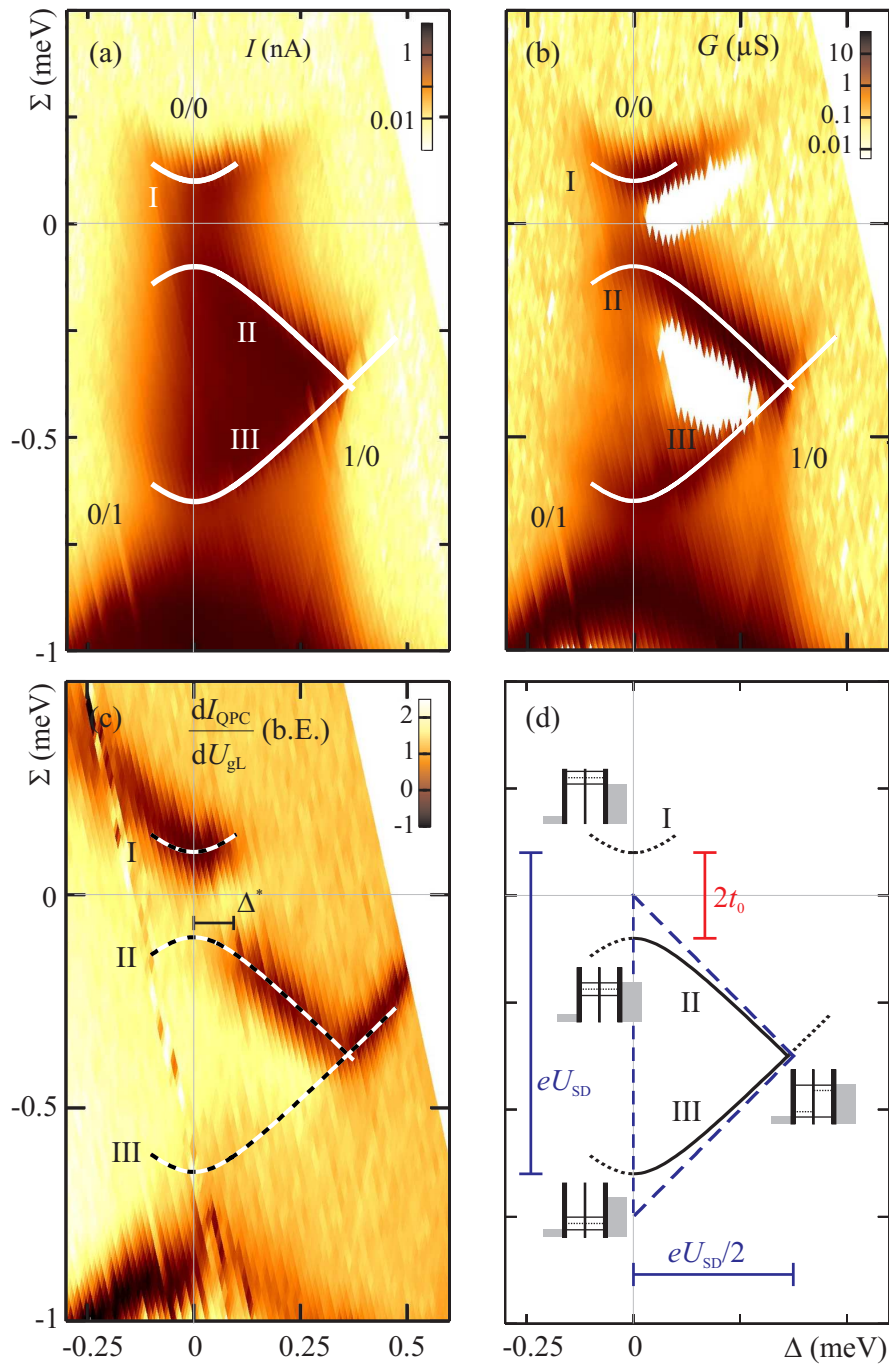 (a) I (nA)
1
0.01
0/0
I
II
III
0/1
1/0
Σ (meV)
0
-0.5
-1
(b) G (µS)
10
1
0.1
0.01
0/0
I
II
III
1/0
(c) dI_QPC/dU_gL (b.E.)
2
1
0
-1
I
Δ*
II
III
Σ (meV)
0
-0.5
-1
-0.25 0 0.25 0.5
(d)
I
2t₀
II
eU_SD
III
eU_SD/2
-0.25 0 Δ (meV)